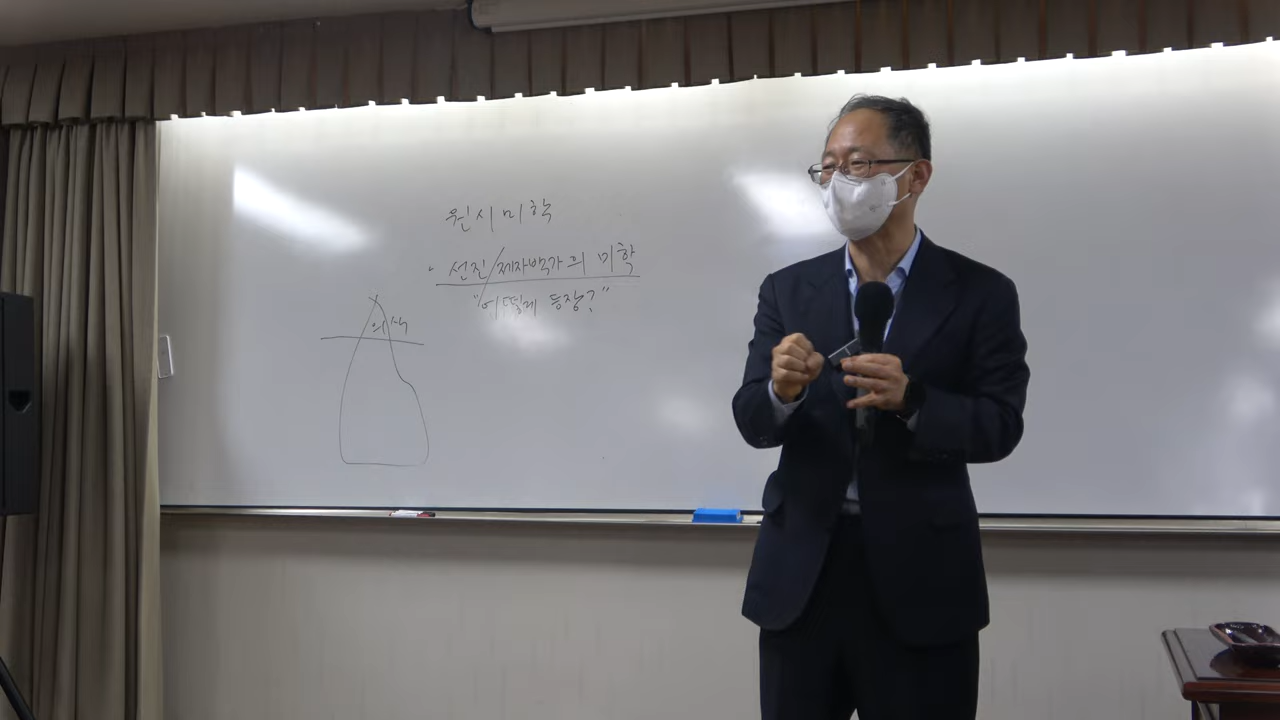 원시미학
· 선진/제자백가의 미학
"어떻게 등장?"
의식